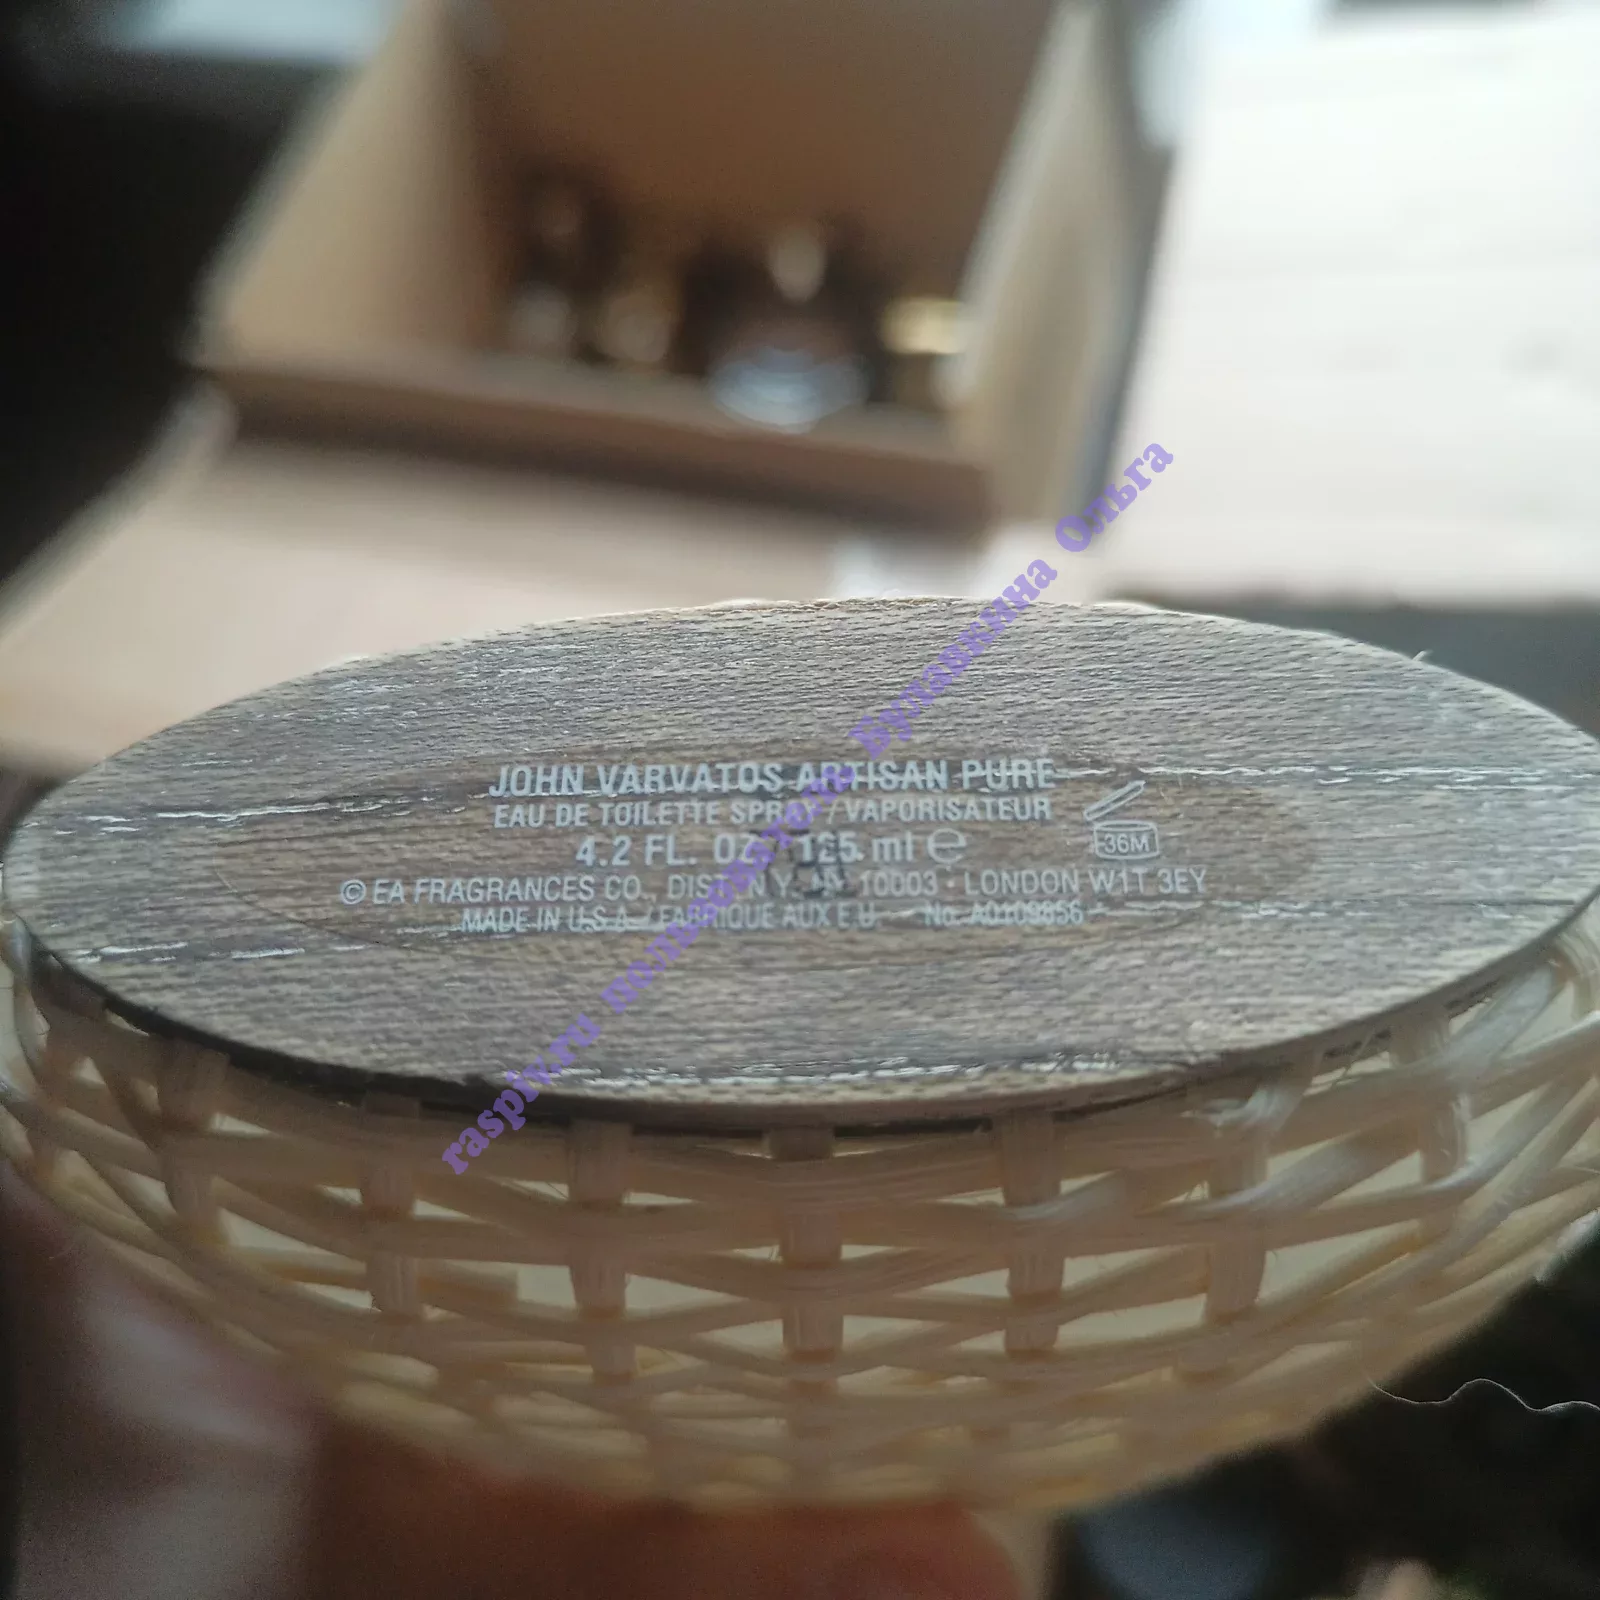 JOHN VARVATOS ARTISAN PURE
EAU DE TOILETTE SPRAY / VAPORISATEUR
4.2 FL. OZ. 125 ml ℮
36M
© EA FRAGRANCES CO., DIST. N.Y. NY 10003 • LONDON W1T 3EY
MADE IN U.S.A. / FABRIQUÉ AUX E.U. No. A0109856
raspiv.ru пользователь Булавкина Ольга